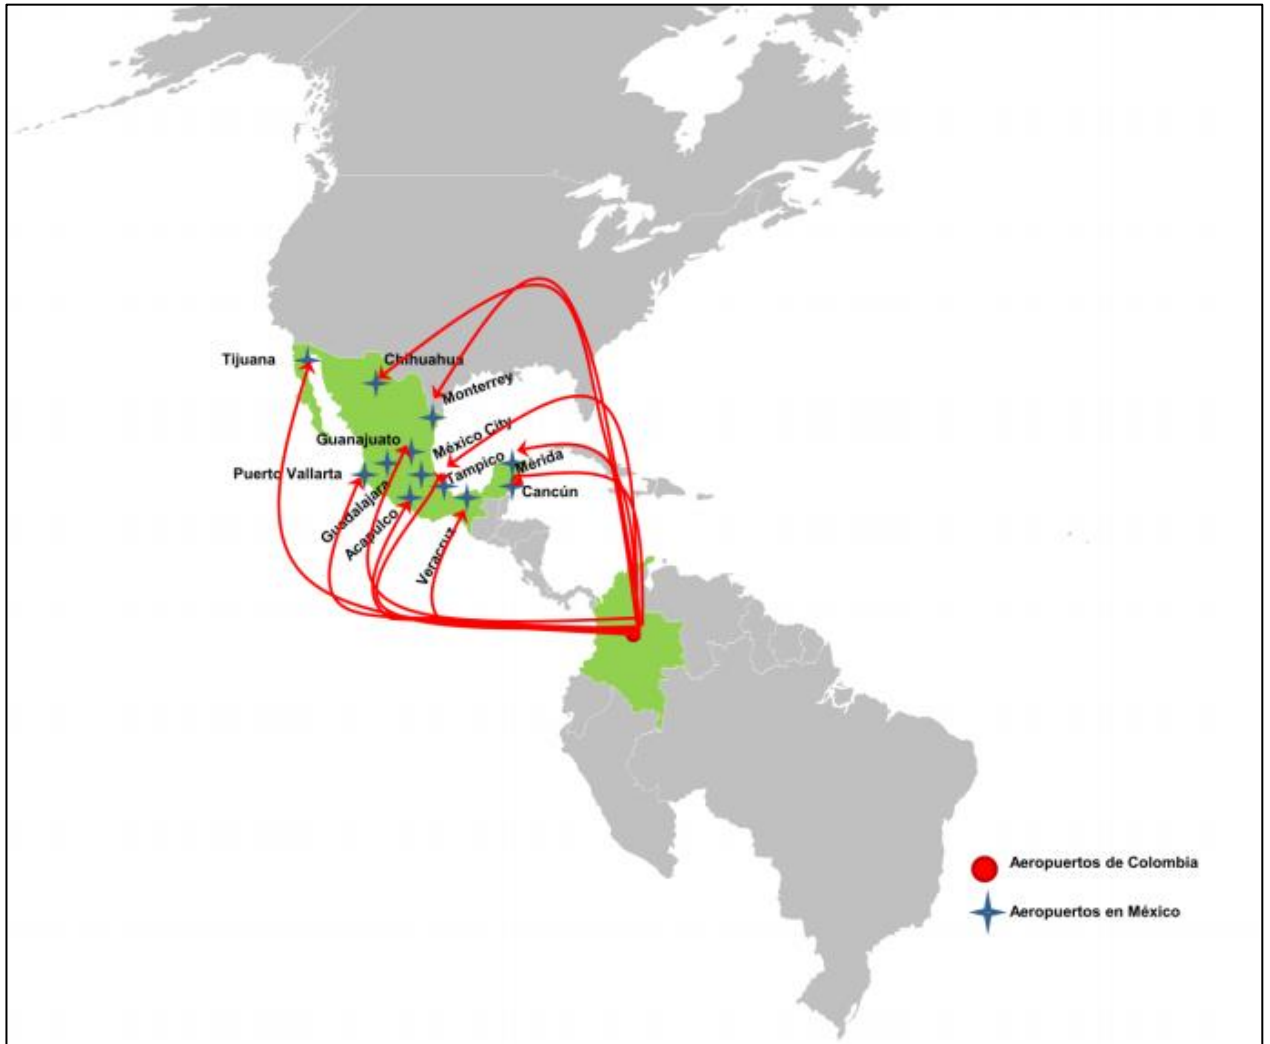 Tijuana
Chihuahua
Monterrey
Guanajuato
México City
Puerto Vallarta
Tampico
Mérida
Guadalajara
Cancún
Acapulco
Veracruz
Aeropuertos de Colombia
Aeropuertos en México